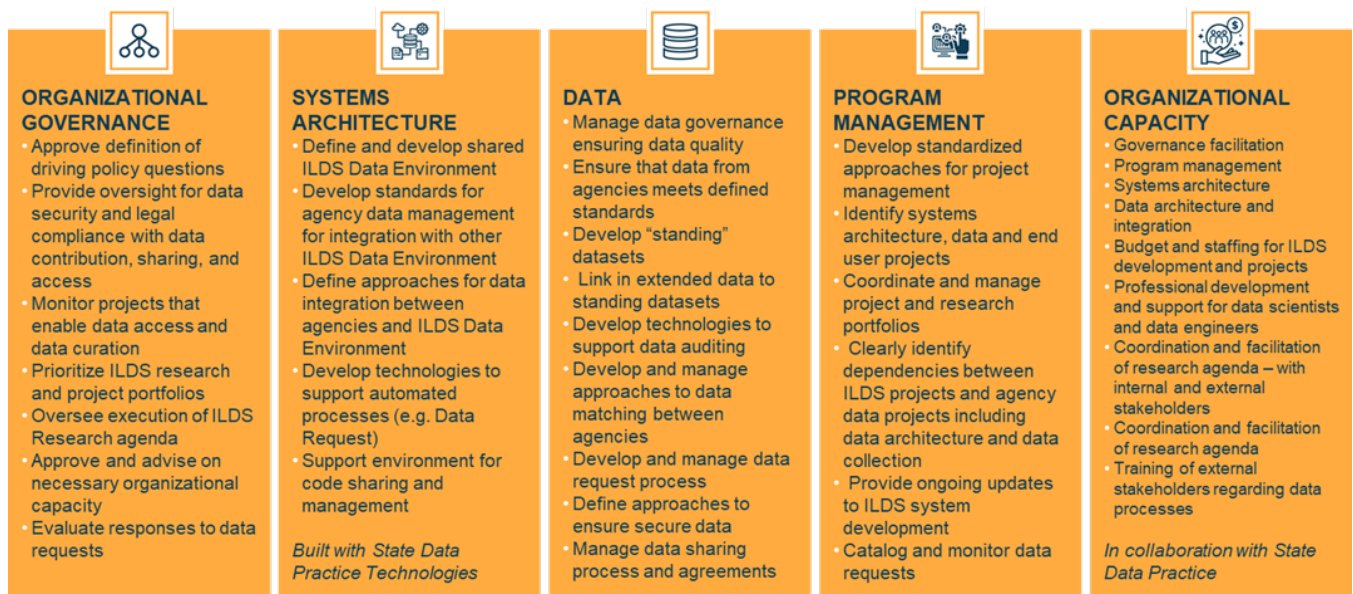 ORGANIZATIONAL
GOVERNANCE
• Approve definition of
driving policy questions
• Provide oversight for data
security and legal
compliance with data
contribution, sharing, and
access
• Monitor projects that
enable data access and
data curation
• Prioritize ILDS research
and project portfolios
• Oversee execution of ILDS
Research agenda
• Approve and advise on
necessary organizational
capacity
• Evaluate responses to data
requests
SYSTEMS
ARCHITECTURE
• Define and develop shared
ILDS Data Environment
• Develop standards for
agency data management
for integration with other
ILDS Data Environment
• Define approaches for data
integration between
agencies and ILDS Data
Environment
• Develop technologies to
support automated
processes (e.g. Data
Request)
• Support environment for
code sharing and
management
Built with State Data
Practice Technologies
DATA
• Manage data governance
ensuring data quality
• Ensure that data from
agencies meets defined
standards
• Develop “standing”
datasets
• Link in extended data to
standing datasets
• Develop technologies to
support data auditing
• Develop and manage
approaches to data
matching between
agencies
• Develop and manage data
request process
• Define approaches to
ensure secure data
• Manage data sharing
process and agreements
PROGRAM
MANAGEMENT
• Develop standardized
approaches for project
management
• Identify systems
architecture, data and end
user projects
• Coordinate and manage
project and research
portfolios
• Clearly identify
dependencies between
ILDS projects and agency
data projects including
data architecture and data
collection
• Provide ongoing updates
to ILDS system
development
• Catalog and monitor data
requests
$
ORGANIZATIONAL
CAPACITY
• Governance facilitation
• Program management
• Systems architecture
• Data architecture and
integration
• Budget and staffing for ILDS
development and projects
• Professional development
and support for data scientists
and data engineers
• Coordination and facilitation
of research agenda – with
internal and external
stakeholders
• Coordination and facilitation
of research agenda
• Training of external
stakeholders regarding data
processes
In collaboration with State
Data Practice